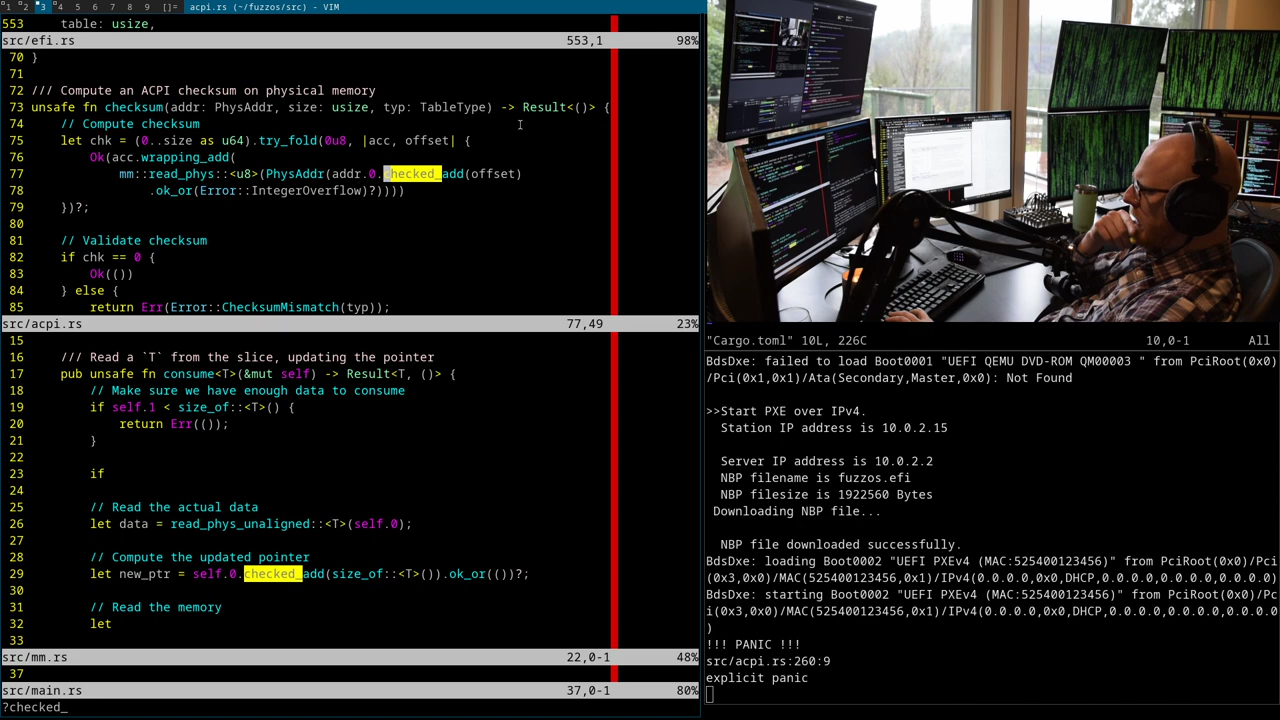 1 2 3 4 5 6 7 8 9 []= acpi.rs (~/fuzzos/src) - VIM
553     table: usize,
src/efi.rs 553,1 98%
70 }
71
72 /// Compute an ACPI checksum on physical memory
73 unsafe fn checksum(addr: PhysAddr, size: usize, typ: TableType) -> Result<()> {
74     // Compute checksum
75     let chk = (0..size as u64).try_fold(0u8, |acc, offset| {
76         Ok(acc.wrapping_add(
77             mm::read_phys::<u8>(PhysAddr(addr.0.checked_add(offset)
78                 .ok_or(Error::IntegerOverflow)?))))
79     })?;
80
81     // Validate checksum
82     if chk == 0 {
83         Ok(())
84     } else {
85         return Err(Error::ChecksumMismatch(typ));
src/acpi.rs 77,49 23%
15
16     /// Read a `T` from the slice, updating the pointer
17     pub unsafe fn consume<T>(&mut self) -> Result<T, ()> {
18         // Make sure we have enough data to consume
19         if self.1 < size_of::<T>() {
20             return Err(());
21         }
22
23         if
24
25         // Read the actual data
26         let data = read_phys_unaligned::<T>(self.0);
27
28         // Compute the updated pointer
29         let new_ptr = self.0.checked_add(size_of::<T>()).ok_or(())?;
30
31         // Read the memory
32         let
33
src/mm.rs 22,0-1 48%
37
src/main.rs 37,0-1 80%
?checked_
"Cargo.toml" 10L, 226C 10,0-1 All
BdsDxe: failed to load Boot0001 "UEFI QEMU DVD-ROM QM00003 " from PciRoot(0x0)
/Pci(0x1,0x1)/Ata(Secondary,Master,0x0): Not Found
>>Start PXE over IPv4.
  Station IP address is 10.0.2.15
  Server IP address is 10.0.2.2
  NBP filename is fuzzos.efi
  NBP filesize is 1922560 Bytes
 Downloading NBP file...
  NBP file downloaded successfully.
BdsDxe: loading Boot0002 "UEFI PXEv4 (MAC:525400123456)" from PciRoot(0x0)/Pci
(0x3,0x0)/MAC(525400123456,0x1)/IPv4(0.0.0.0,0x0,DHCP,0.0.0.0,0.0.0.0,0.0.0.0)
BdsDxe: starting Boot0002 "UEFI PXEv4 (MAC:525400123456)" from PciRoot(0x0)/Pc
i(0x3,0x0)/MAC(525400123456,0x1)/IPv4(0.0.0.0,0x0,DHCP,0.0.0.0,0.0.0.0,0.0.0.0
)
!!! PANIC !!!
src/acpi.rs:260:9
explicit panic